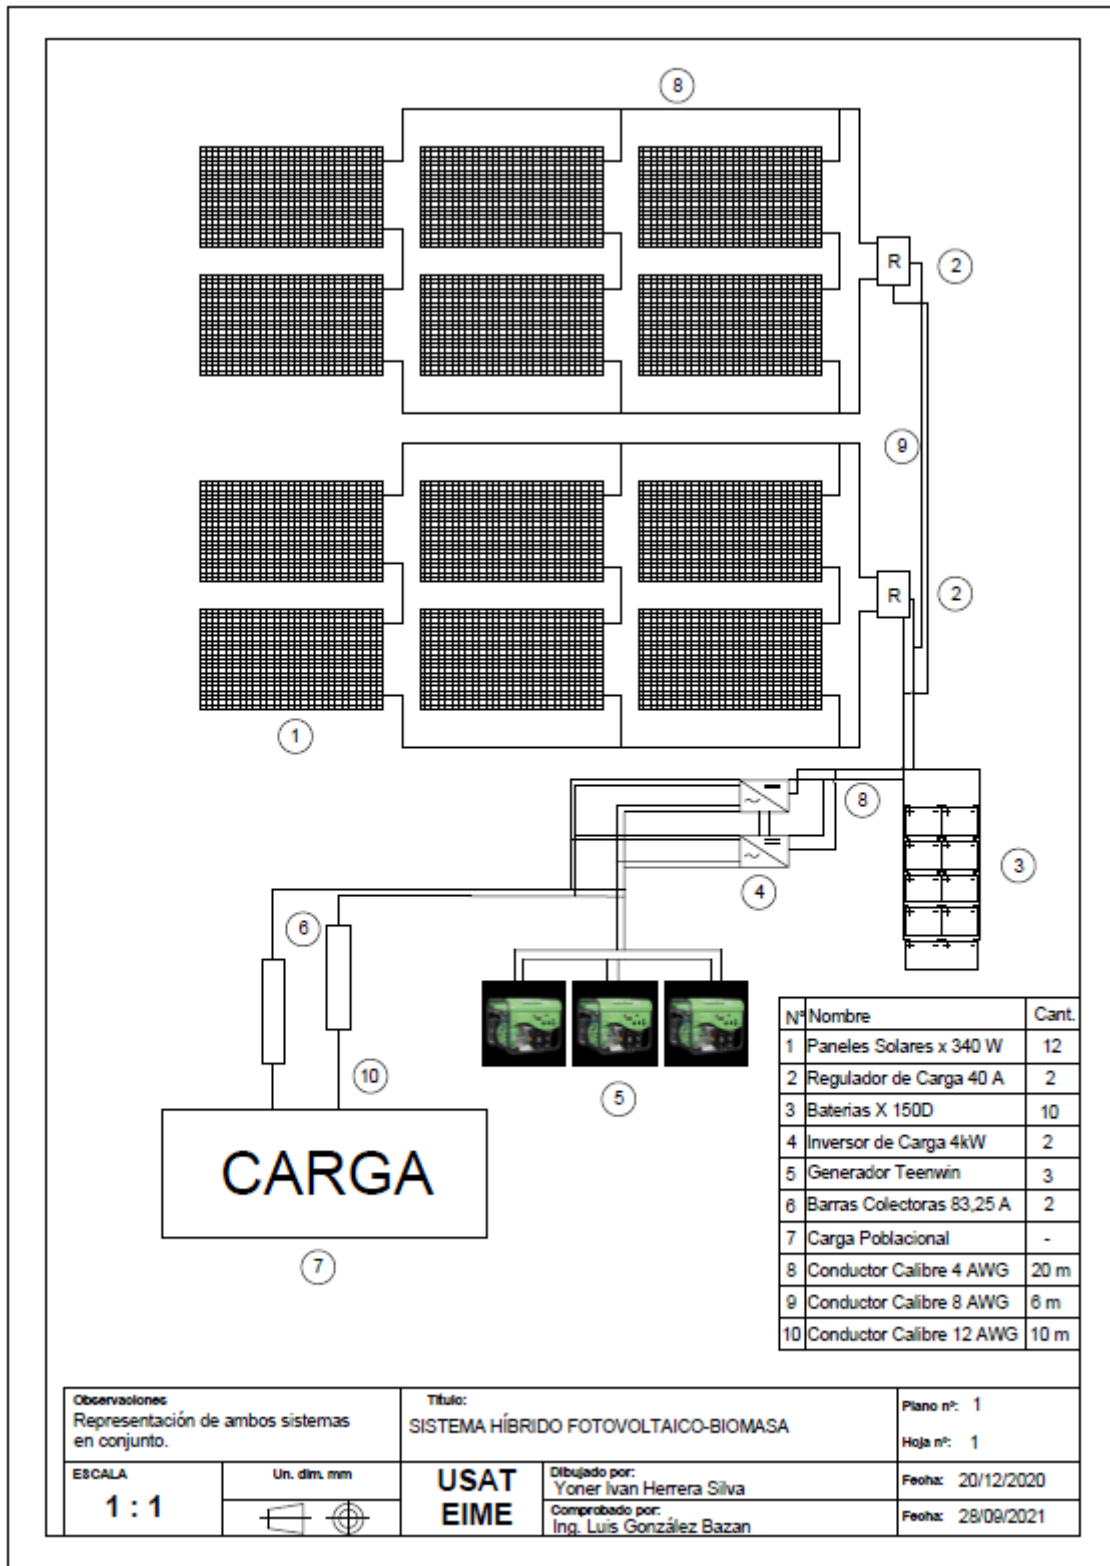 8
R
2
9
R
2
1
8
4
3
6
10
5
CARGA
7
Nº Nombre Cant.
1 Paneles Solares x 340 W 12
2 Regulador de Carga 40 A 2
3 Baterias X 150D 10
4 Inversor de Carga 4kW 2
5 Generador Teenwin 3
6 Barras Colectoras 83,25 A 2
7 Carga Poblacional -
8 Conductor Calibre 4 AWG 20 m
9 Conductor Calibre 8 AWG 6 m
10 Conductor Calibre 12 AWG 10 m
Observaciones
Representación de ambos sistemas
en conjunto.
Título:
SISTEMA HÍBRIDO FOTOVOLTAICO-BIOMASA
Plano nº: 1
Hoja nº: 1
ESCALA
1 : 1
Un. dim. mm
USAT
EIME
Dibujado por:
Yoner Ivan Herrera Silva
Comprobado por:
Ing. Luis González Bazan
Fecha: 20/12/2020
Fecha: 28/09/2021